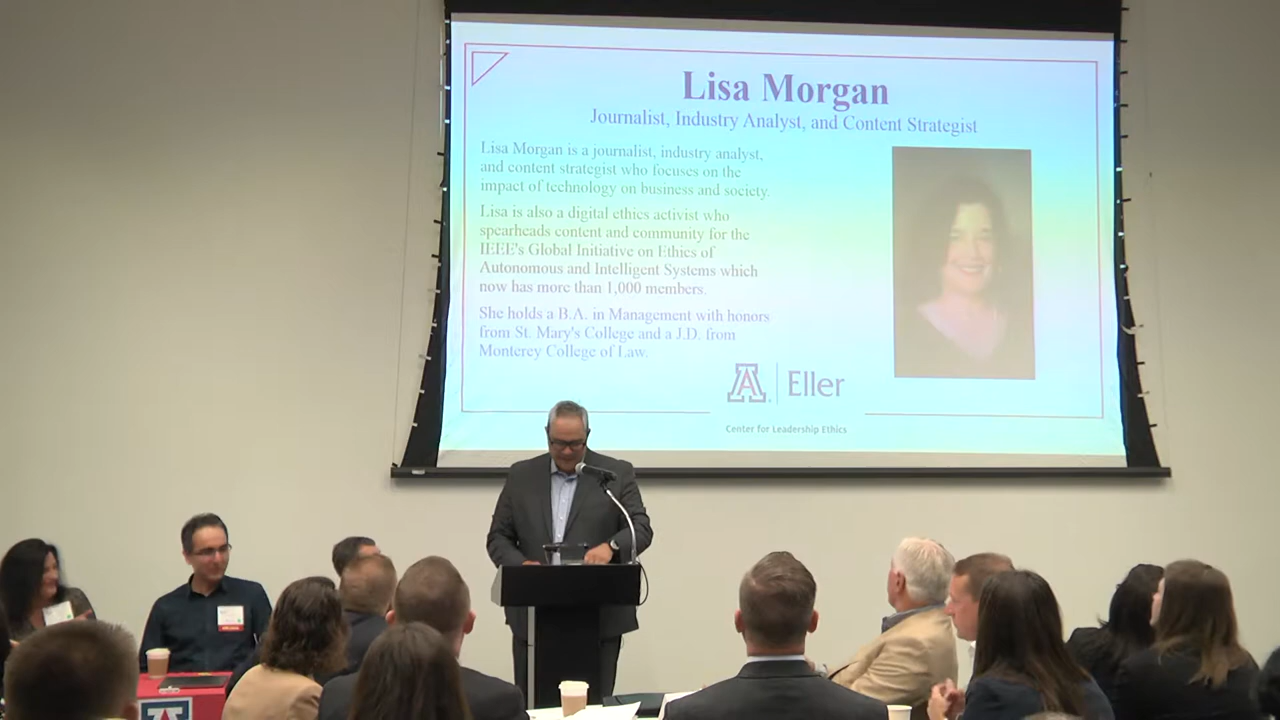 Lisa Morgan
Journalist, Industry Analyst, and Content Strategist
Lisa Morgan is a journalist, industry analyst,
and content strategist who focuses on the
impact of technology on business and society.
Lisa is also a digital ethics activist who
spearheads content and community for the
IEEE's Global Initiative on Ethics of
Autonomous and Intelligent Systems which
now has more than 1,000 members.
She holds a B.A. in Management with honors
from St. Mary's College and a J.D. from
Monterey College of Law.
A Eller
Center for Leadership Ethics
A